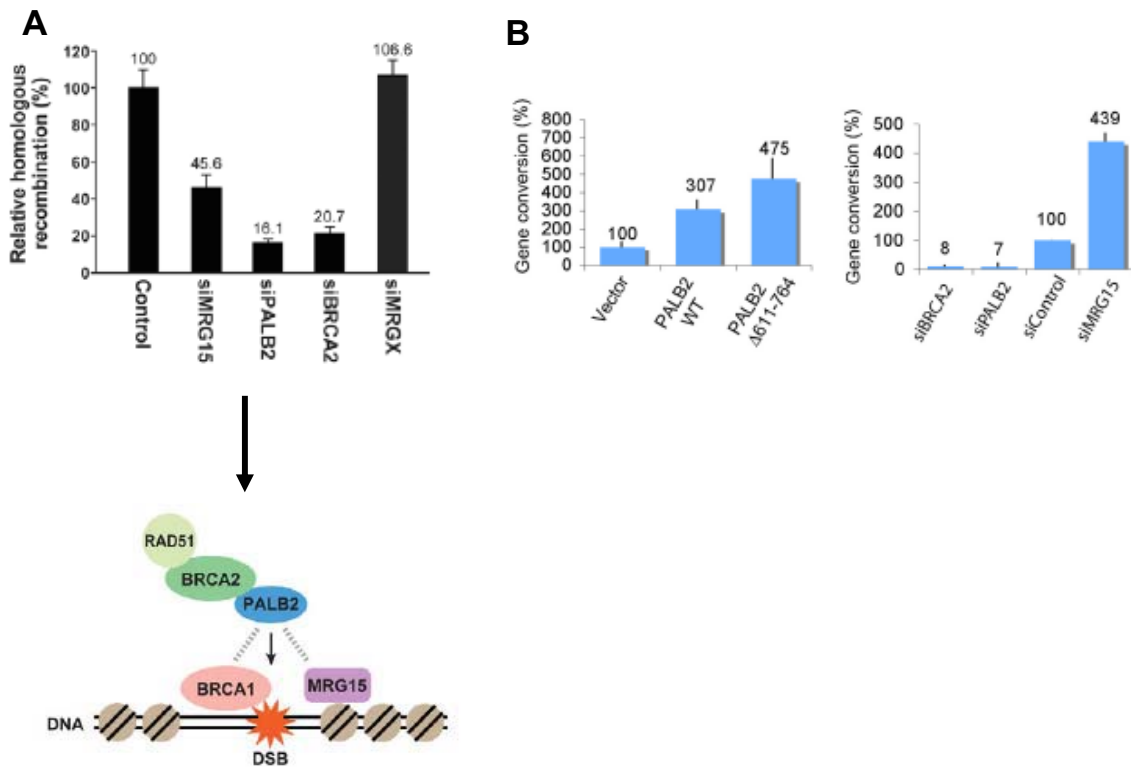 A
Relative homologous
recombination (%)
120
100
80
60
40
20
0
100
45.6
16.1
20.7
106.6
Control
siMRG15
siPALB2
siBRCA2
siMRGX
RAD51
BRCA2
PALB2
BRCA1
MRG15
DNA
DSB
B
Gene conversion (%)
800
700
600
500
400
300
200
100
0
100
307
475
Vector
PALB2
WT
PALB2
Δ611-764
Gene conversion (%)
500
400
300
200
100
0
8
7
100
439
siBRCA2
siPALB2
siControl
siMRG15